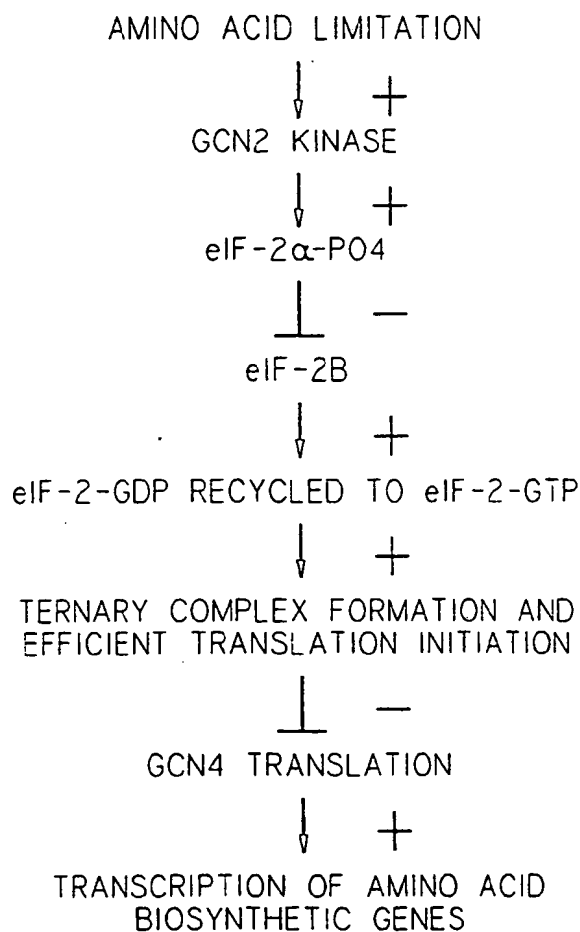 AMINO ACID LIMITATION
+
GCN2 KINASE
+
eIF-2α-PO4
−
eIF-2B
+
eIF-2-GDP RECYCLED TO eIF-2-GTP
+
TERNARY COMPLEX FORMATION AND
EFFICIENT TRANSLATION INITIATION
−
GCN4 TRANSLATION
+
TRANSCRIPTION OF AMINO ACID
BIOSYNTHETIC GENES